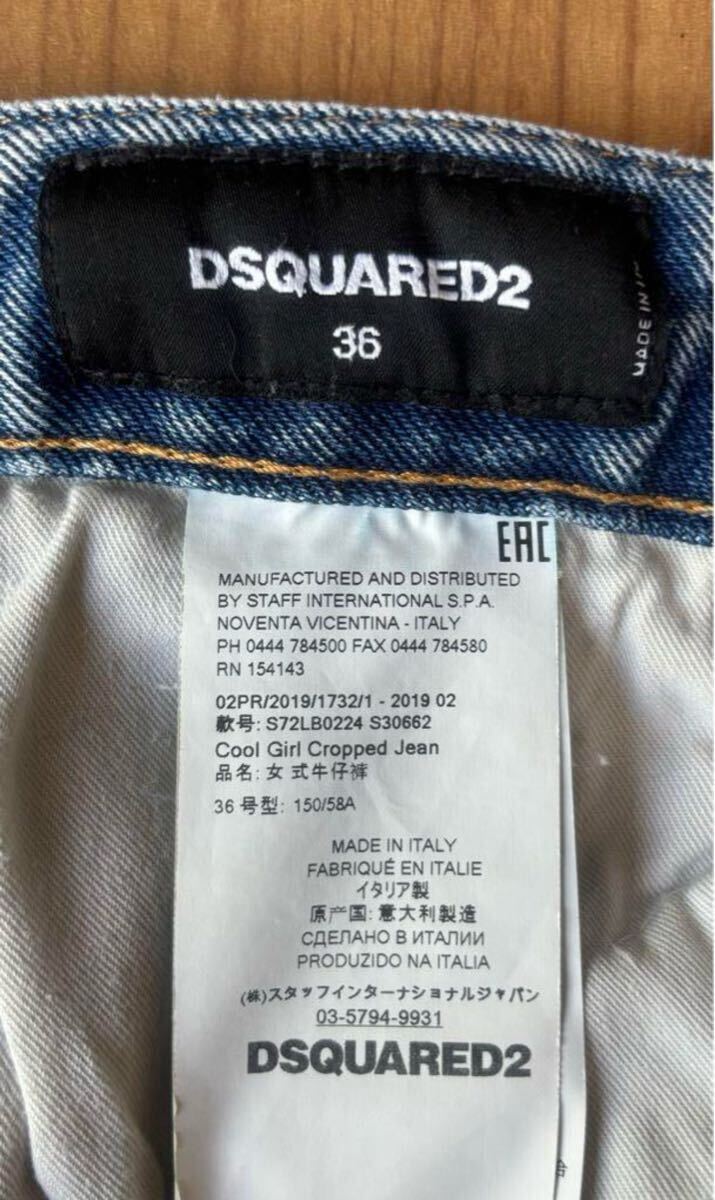 DSQUARED2
36
MADE IN
EAC
MANUFACTURED AND DISTRIBUTED
BY STAFF INTERNATIONAL S.P.A.
NOVENTA VICENTINA - ITALY
PH 0444 784500 FAX 0444 784580
RN 154143
02PR/2019/1732/1 - 2019 02
款号: S72LB0224 S30662
Cool Girl Cropped Jean
品名: 女 式牛仔裤
36 号型: 150/58A
MADE IN ITALY
FABRIQUÉ EN ITALIE
イタリア製
原产国: 意大利製造
СДЕЛАНО В ИТАЛИИ
PRODUZIDO NA ITALIA
(株)スタッフインターナショナルジャパン
03-5794-9931
DSQUARED2